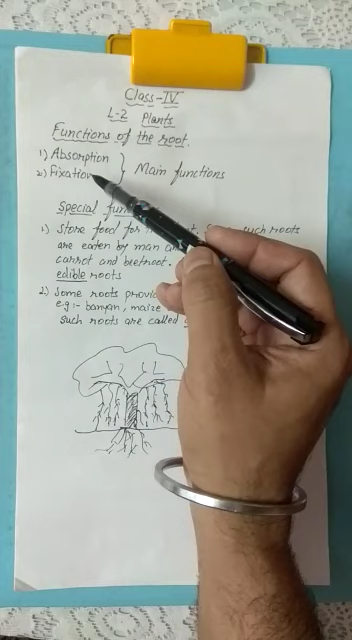 Class-IV
L-2 Plants
Functions of the root.
1) Absorption
2) Fixation } Main functions
Special
1) Store food for such roots
are eaten by man
carrot and beetroot.
edible roots
2) Some roots
e.g:- banyan, maize
such roots are called